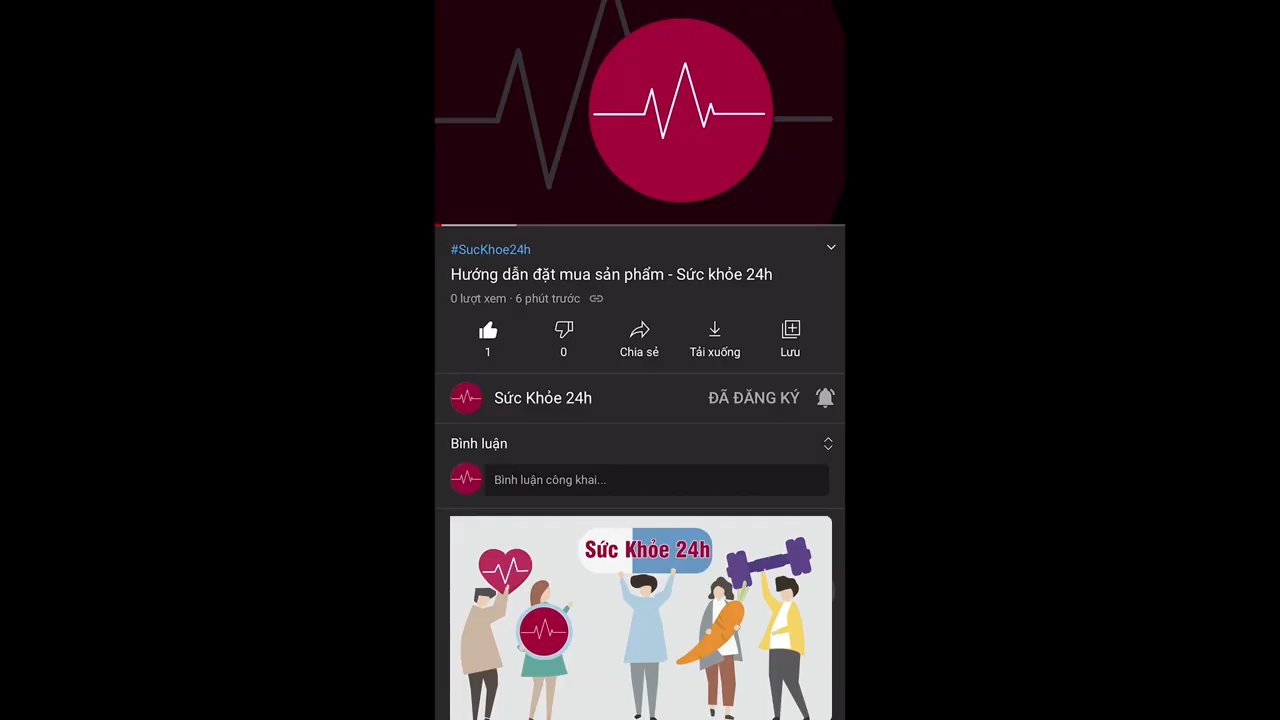 #SucKhoe24h
Hướng dẫn đặt mua sản phẩm - Sức khỏe 24h
0 lượt xem · 6 phút trước
1
0
Chia sẻ
Tải xuống
Lưu
Sức Khỏe 24h
ĐÃ ĐĂNG KÝ
Bình luận
Bình luận công khai...
Sức Khỏe 24h